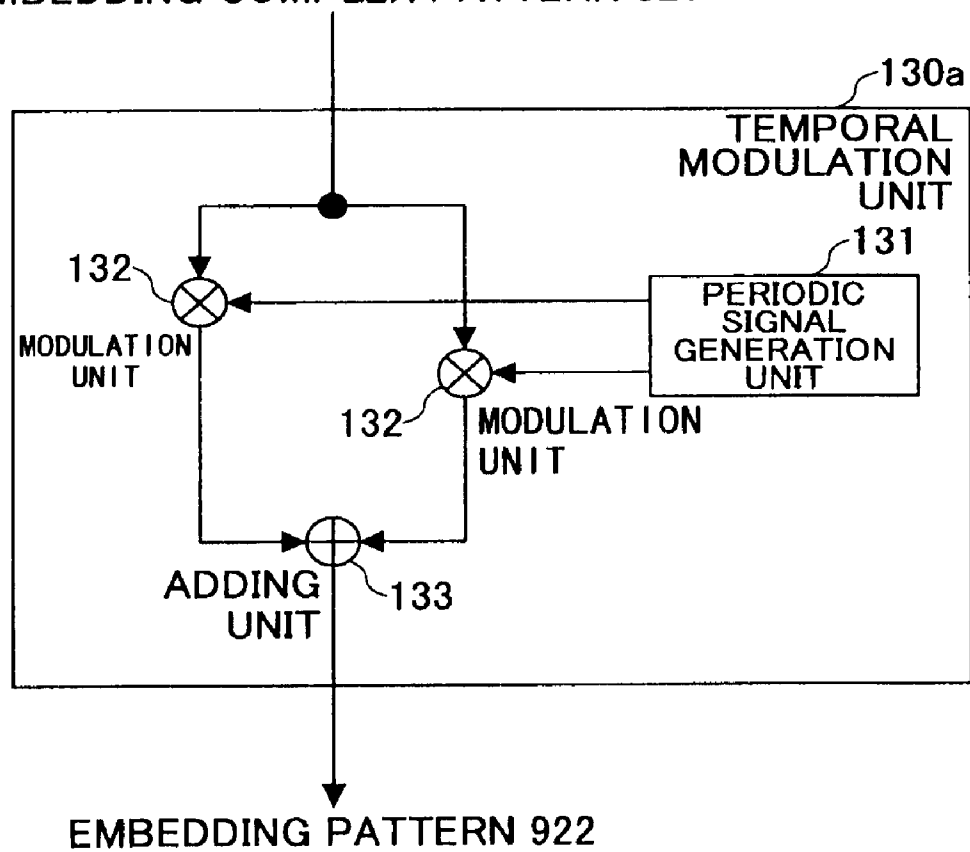 130a
TEMPORAL
MODULATION
UNIT
131
PERIODIC
SIGNAL
GENERATION
UNIT
132
MODULATION
UNIT
132
MODULATION
UNIT
ADDING
UNIT
133
EMBEDDING PATTERN 922